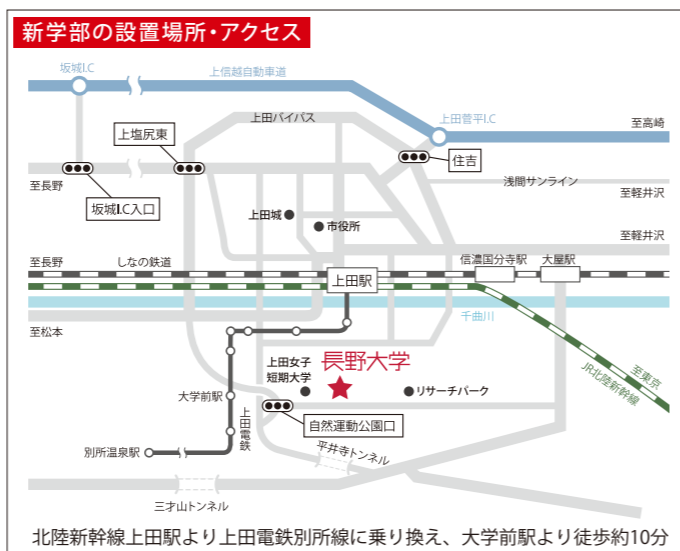 新学部の設置場所・アクセス
坂城I.C
上信越自動車道
上田バイパス
上田菅平I.C
至高崎
上塩尻東
住吉
至長野
浅間サンライン
至軽井沢
坂城I.C入口
上田城
市役所
至軽井沢
至長野
しなの鉄道
信濃国分寺駅
大屋駅
上田駅
千曲川
至松本
上田女子
短期大学
長野大学
至東京
JR北陸新幹線
大学前駅
リサーチパーク
上田電鉄
自然運動公園口
別所温泉駅
平井寺トンネル
三才山トンネル
北陸新幹線上田駅より上田電鉄別所線に乗り換え、大学前駅より徒歩約10分